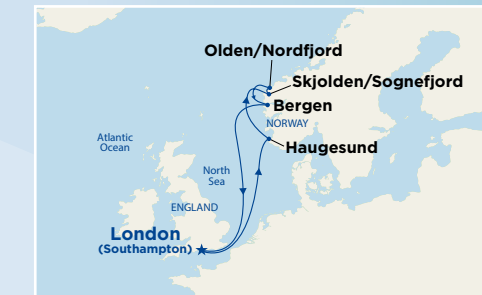 Olden/Nordfjord
Skjolden/Sognefjord
Bergen
NORWAY
Atlantic
Ocean
Haugesund
North
Sea
ENGLAND
London
(Southampton)